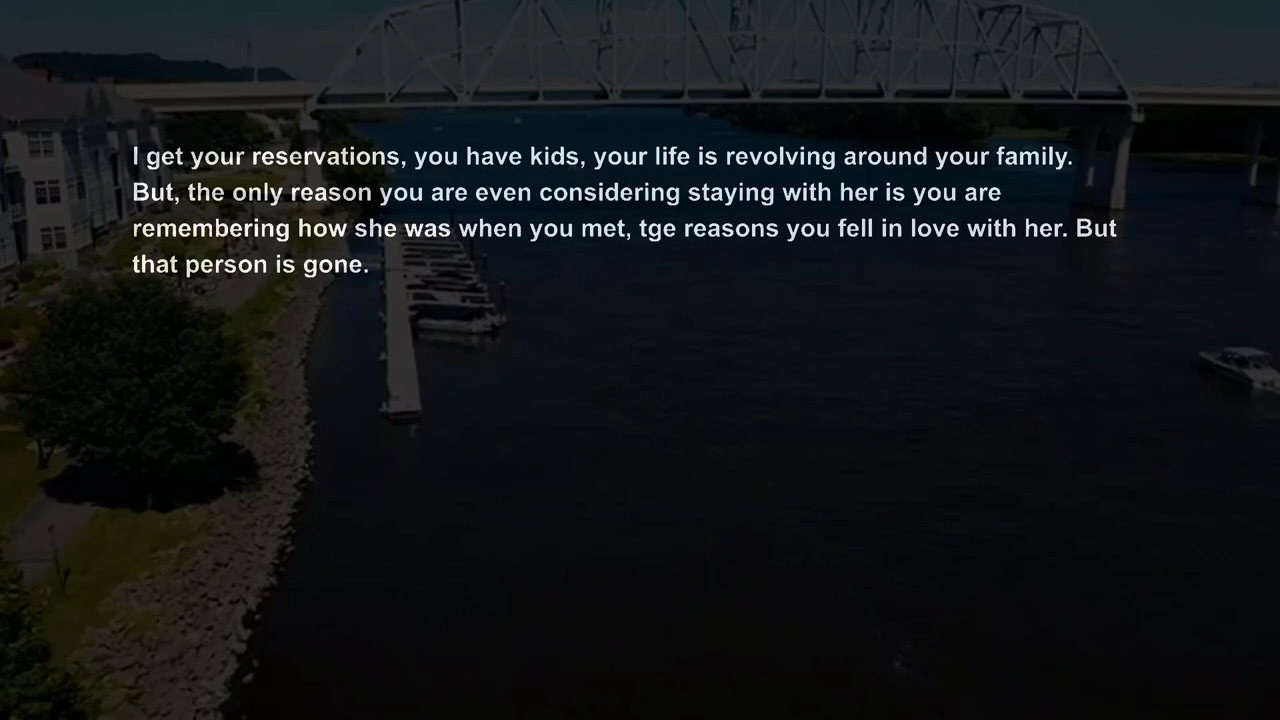 I get your reservations, you have kids, your life is revolving around your family.
But, the only reason you are even considering staying with her is you are
remembering how she was when you met, tge reasons you fell in love with her. But
that person is gone.